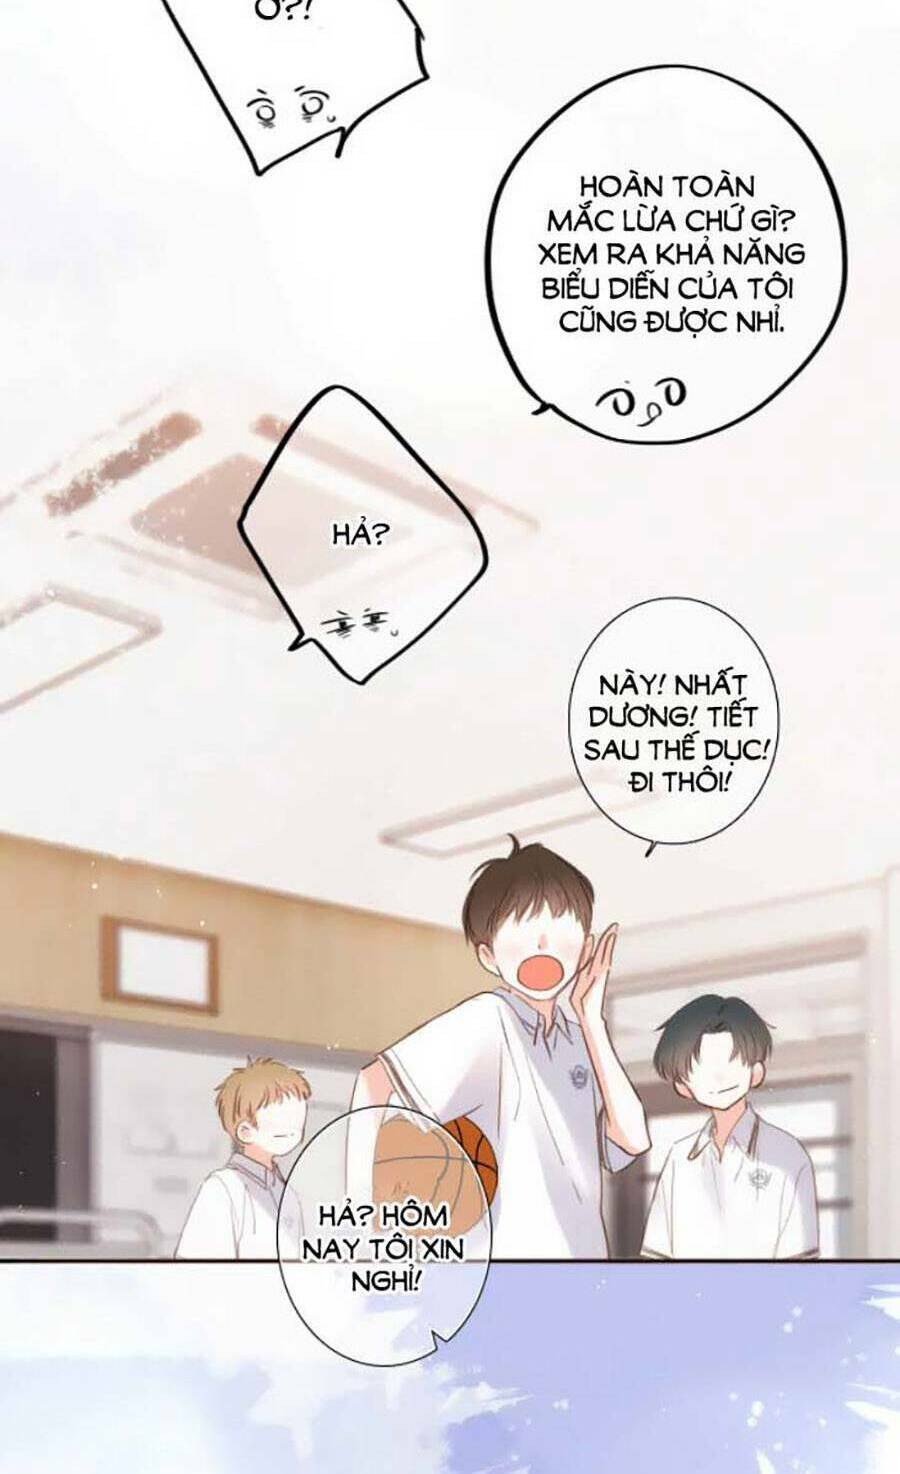 Ơ?!
HOÀN TOÀN
MẮC LỪA CHỨ GÌ?
XEM RA KHẢ NĂNG
BIỂU DIỄN CỦA TÔI
CŨNG ĐƯỢC NHỈ.
HẢ?
NÀY! NHẤT
DƯƠNG! TIẾT
SAU THẾ DỤC!
ĐI THÔI!
HẢ? HÔM
NAY TÔI XIN
NGHỈ!